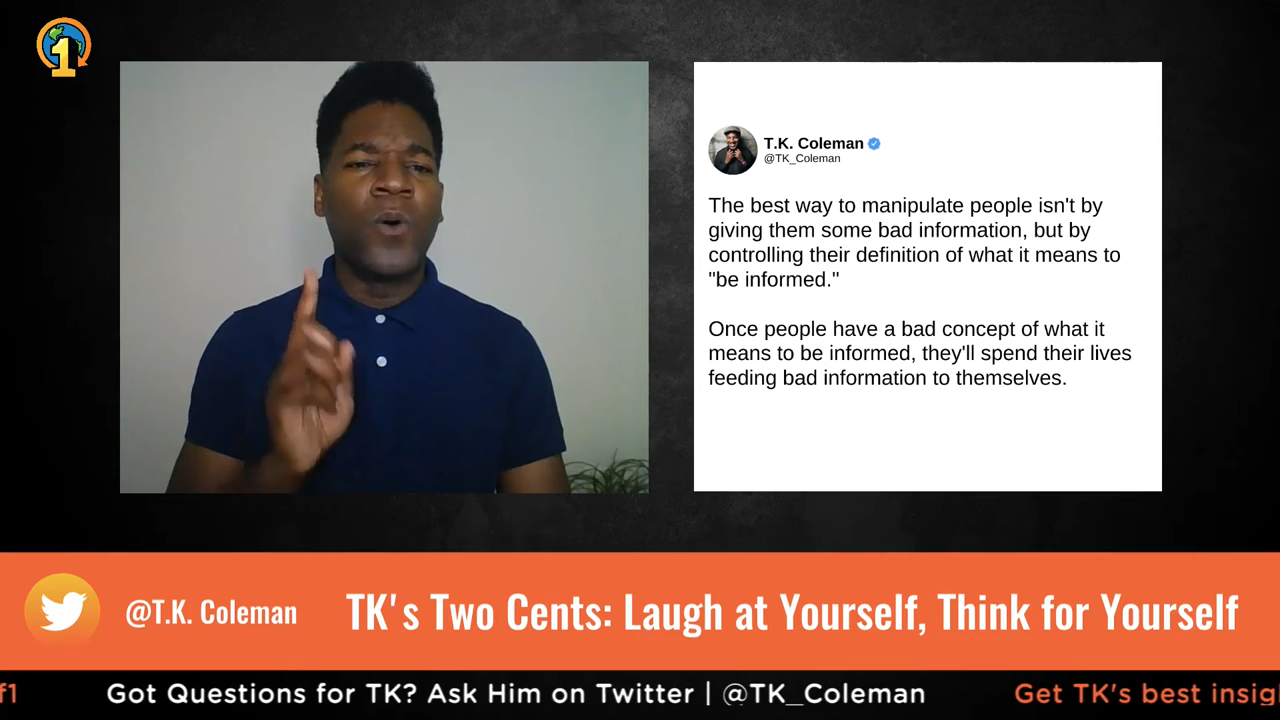 1
T.K. Coleman
@TK_Coleman
The best way to manipulate people isn't by
giving them some bad information, but by
controlling their definition of what it means to
"be informed."
Once people have a bad concept of what it
means to be informed, they'll spend their lives
feeding bad information to themselves.
@T.K. Coleman
TK's Two Cents: Laugh at Yourself, Think for Yourself
f1 Got Questions for TK? Ask Him on Twitter | @TK_Coleman Get TK's best insig